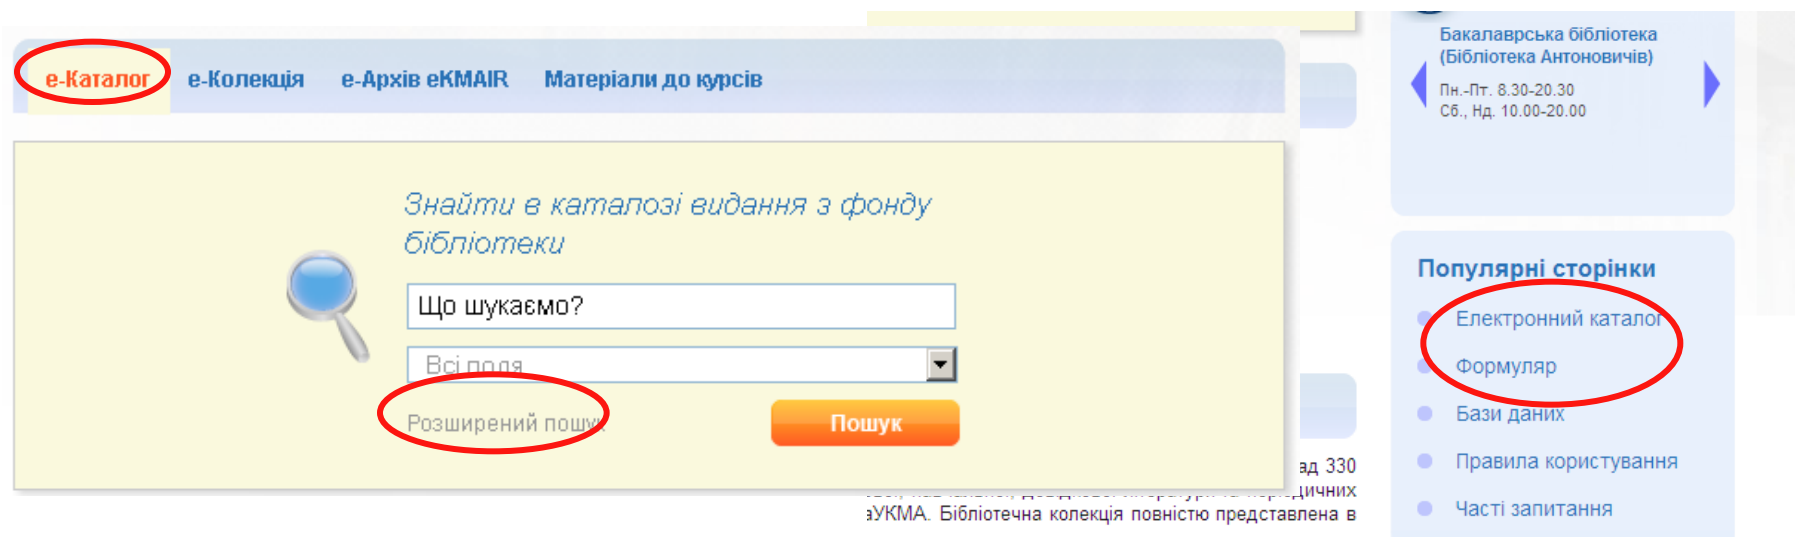 е-Каталог
е-Колекція
е-Архів eKMAIR
Матеріали до курсів
Знайти в каталозі видання з фонду
бібліотеки
Що шукаємо?
Всі поля
Розширений пошук
Пошук
ад 330
дичних
аУКМА. Бібліотечна колекція повністю представлена в
Бакалаврська бібліотека
(Бібліотека Антоновичів)
Пн.-Пт. 8.30-20.30
Сб., Нд. 10.00-20.00
Популярні сторінки
Електронний каталог
Формуляр
Бази даних
Правила користування
Часті запитання